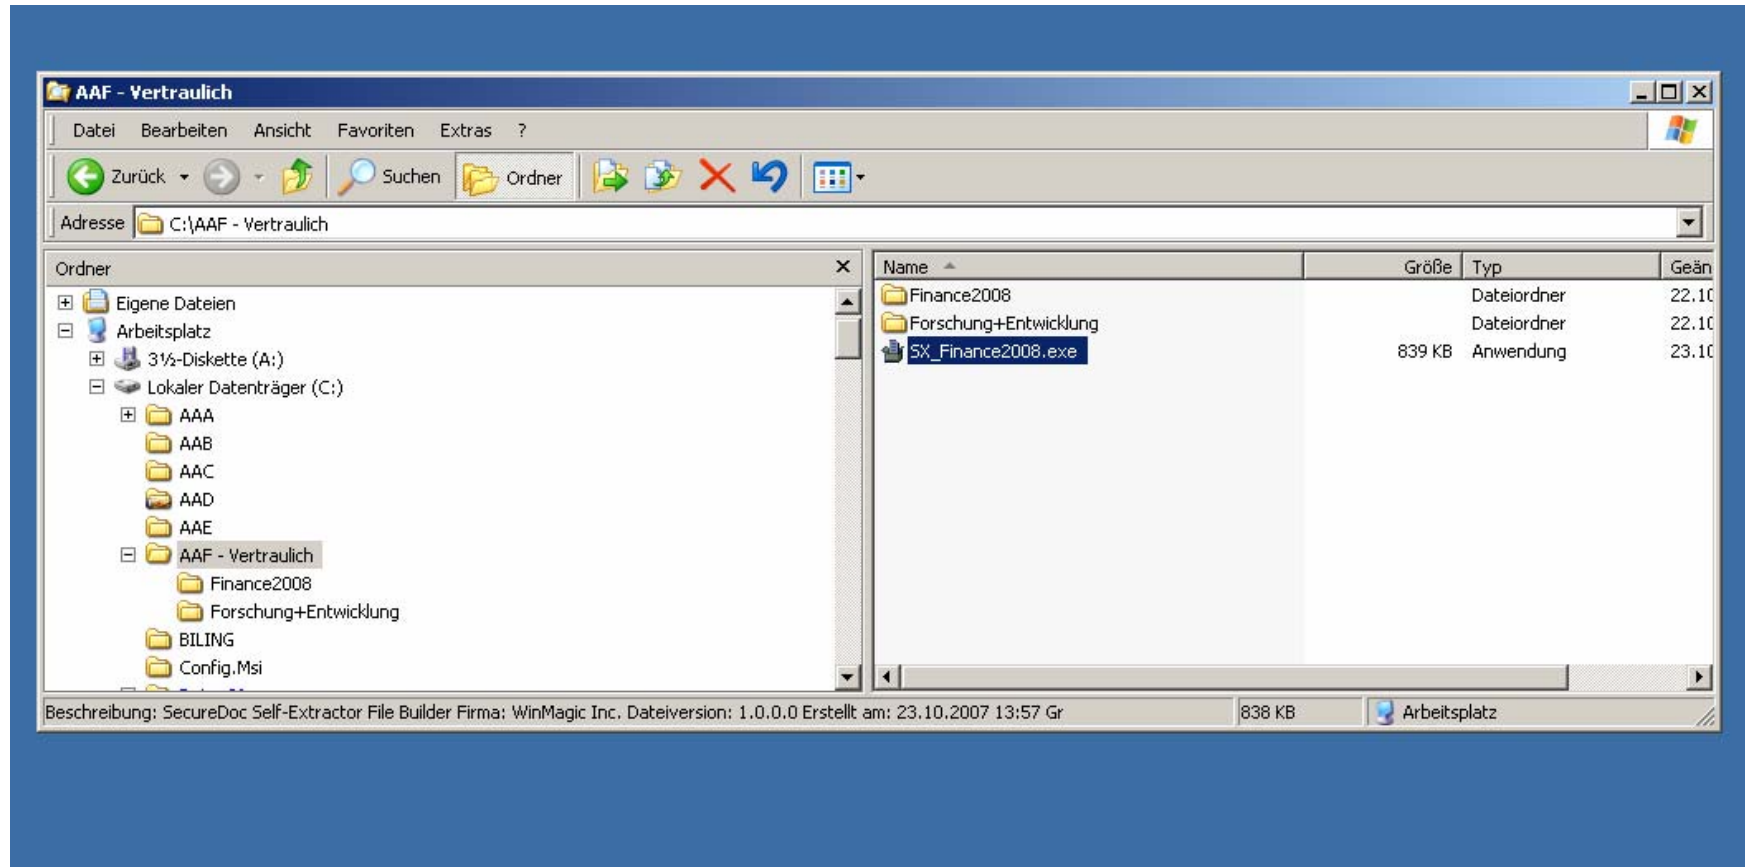 AAF - Vertraulich
Datei Bearbeiten Ansicht Favoriten Extras ?
Zurück Suchen Ordner
Adresse C:\AAF - Vertraulich
Ordner
Eigene Dateien
Arbeitsplatz
3½-Diskette (A:)
Lokaler Datenträger (C:)
AAA
AAB
AAC
AAD
AAE
AAF - Vertraulich
Finance2008
Forschung+Entwicklung
BILING
Config.Msi
Name Größe Typ Geän
Finance2008 Dateiordner 22.10
Forschung+Entwicklung Dateiordner 22.10
SX_Finance2008.exe 839 KB Anwendung 23.10
Beschreibung: SecureDoc Self-Extractor File Builder Firma: WinMagic Inc. Dateiversion: 1.0.0.0 Erstellt am: 23.10.2007 13:57 Gr 838 KB Arbeitsplatz